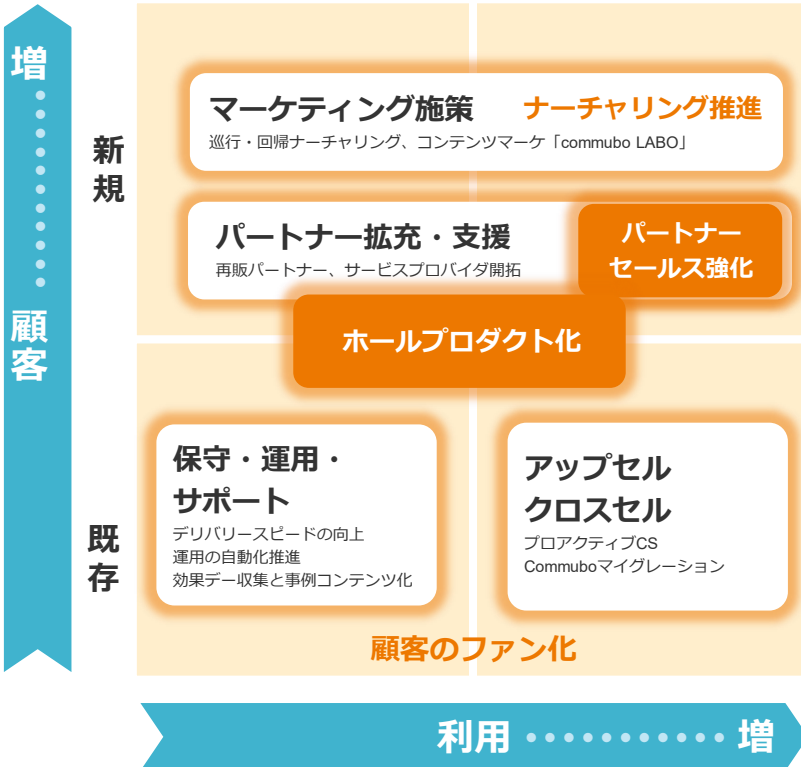 増
顧客
新規
マーケティング施策 ナーチャリング推進
巡行・回帰ナーチャリング、コンテンツマーケ「commubo LABO」
パートナー拡充・支援
再販パートナー、サービスプロバイダ開拓
パートナー
セールス強化
ホールプロダクト化
既存
保守・運用・
サポート
デリバリースピードの向上
運用の自動化推進
効果デー収集と事例コンテンツ化
アップセル
クロスセル
プロアクティブCS
Commuboマイグレーション
顧客のファン化
利用 増